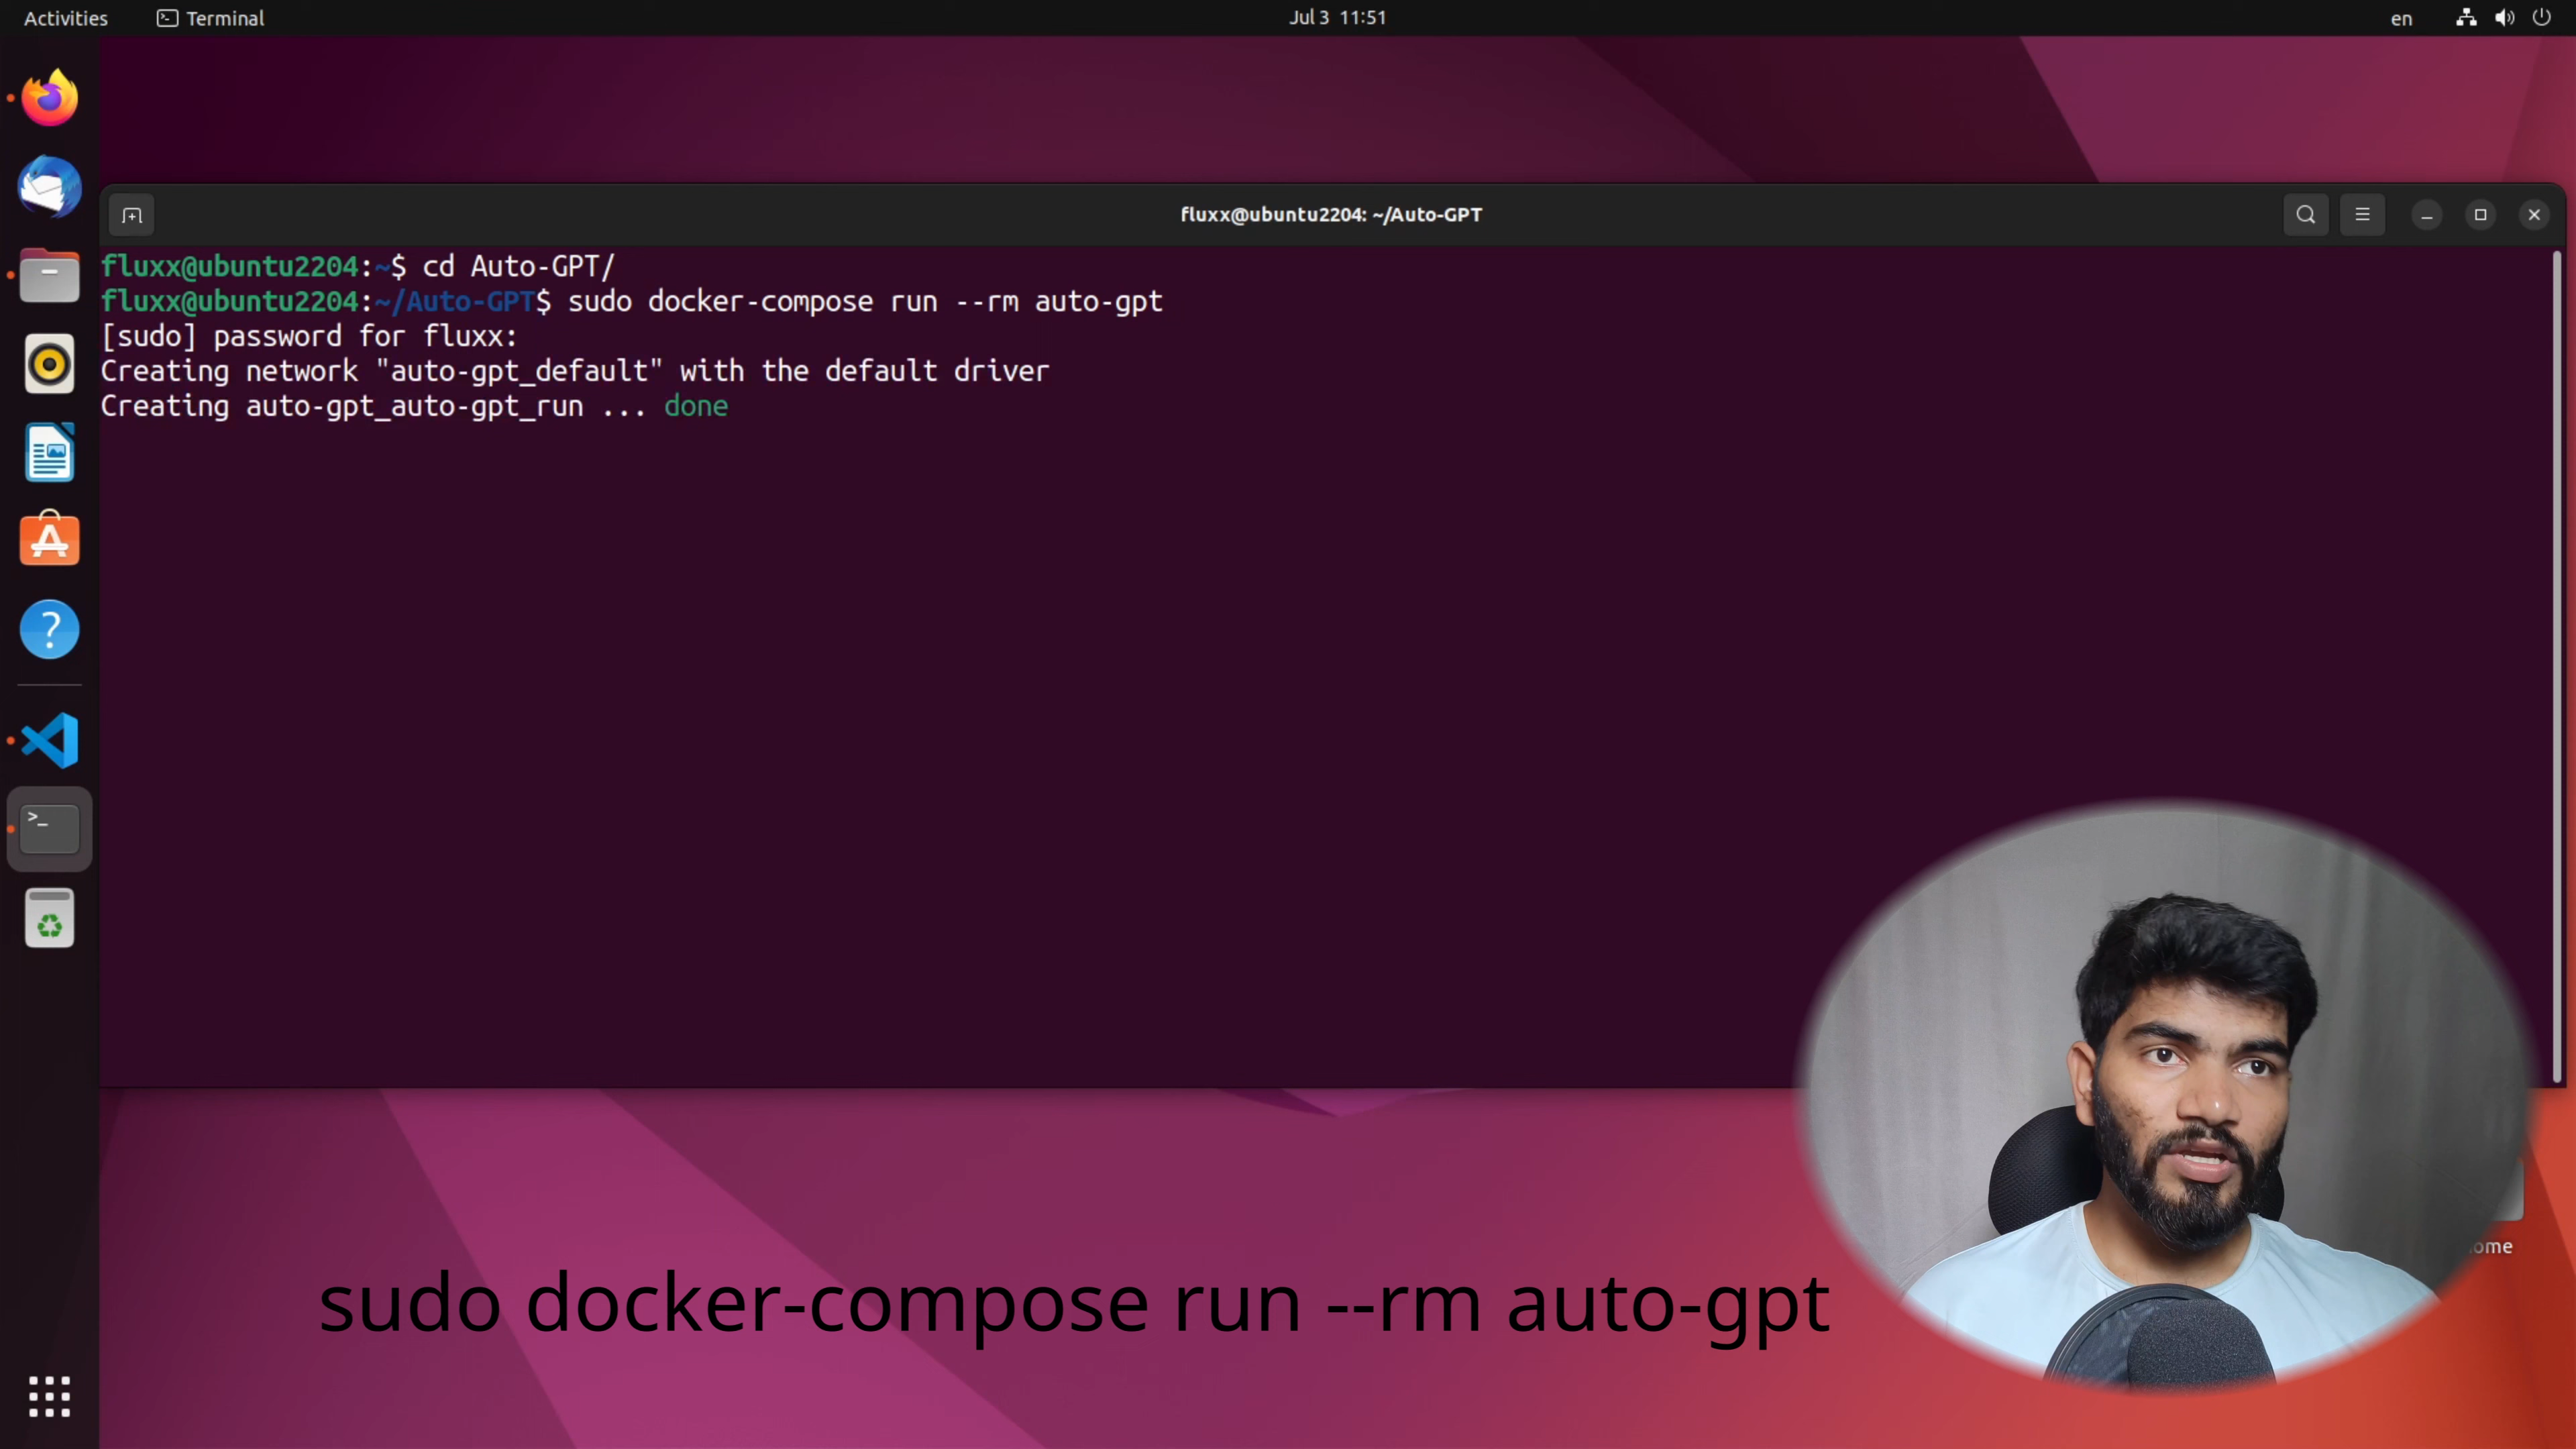 Activities
Terminal
Jul 3 11:51
en
fluxx@ubuntu2204: ~/Auto-GPT
fluxx@ubuntu2204:~$ cd Auto-GPT/
fluxx@ubuntu2204:~/Auto-GPT$ sudo docker-compose run --rm auto-gpt
[sudo] password for fluxx:
Creating network "auto-gpt_default" with the default driver
Creating auto-gpt_auto-gpt_run ... done
sudo docker-compose run --rm auto-gpt